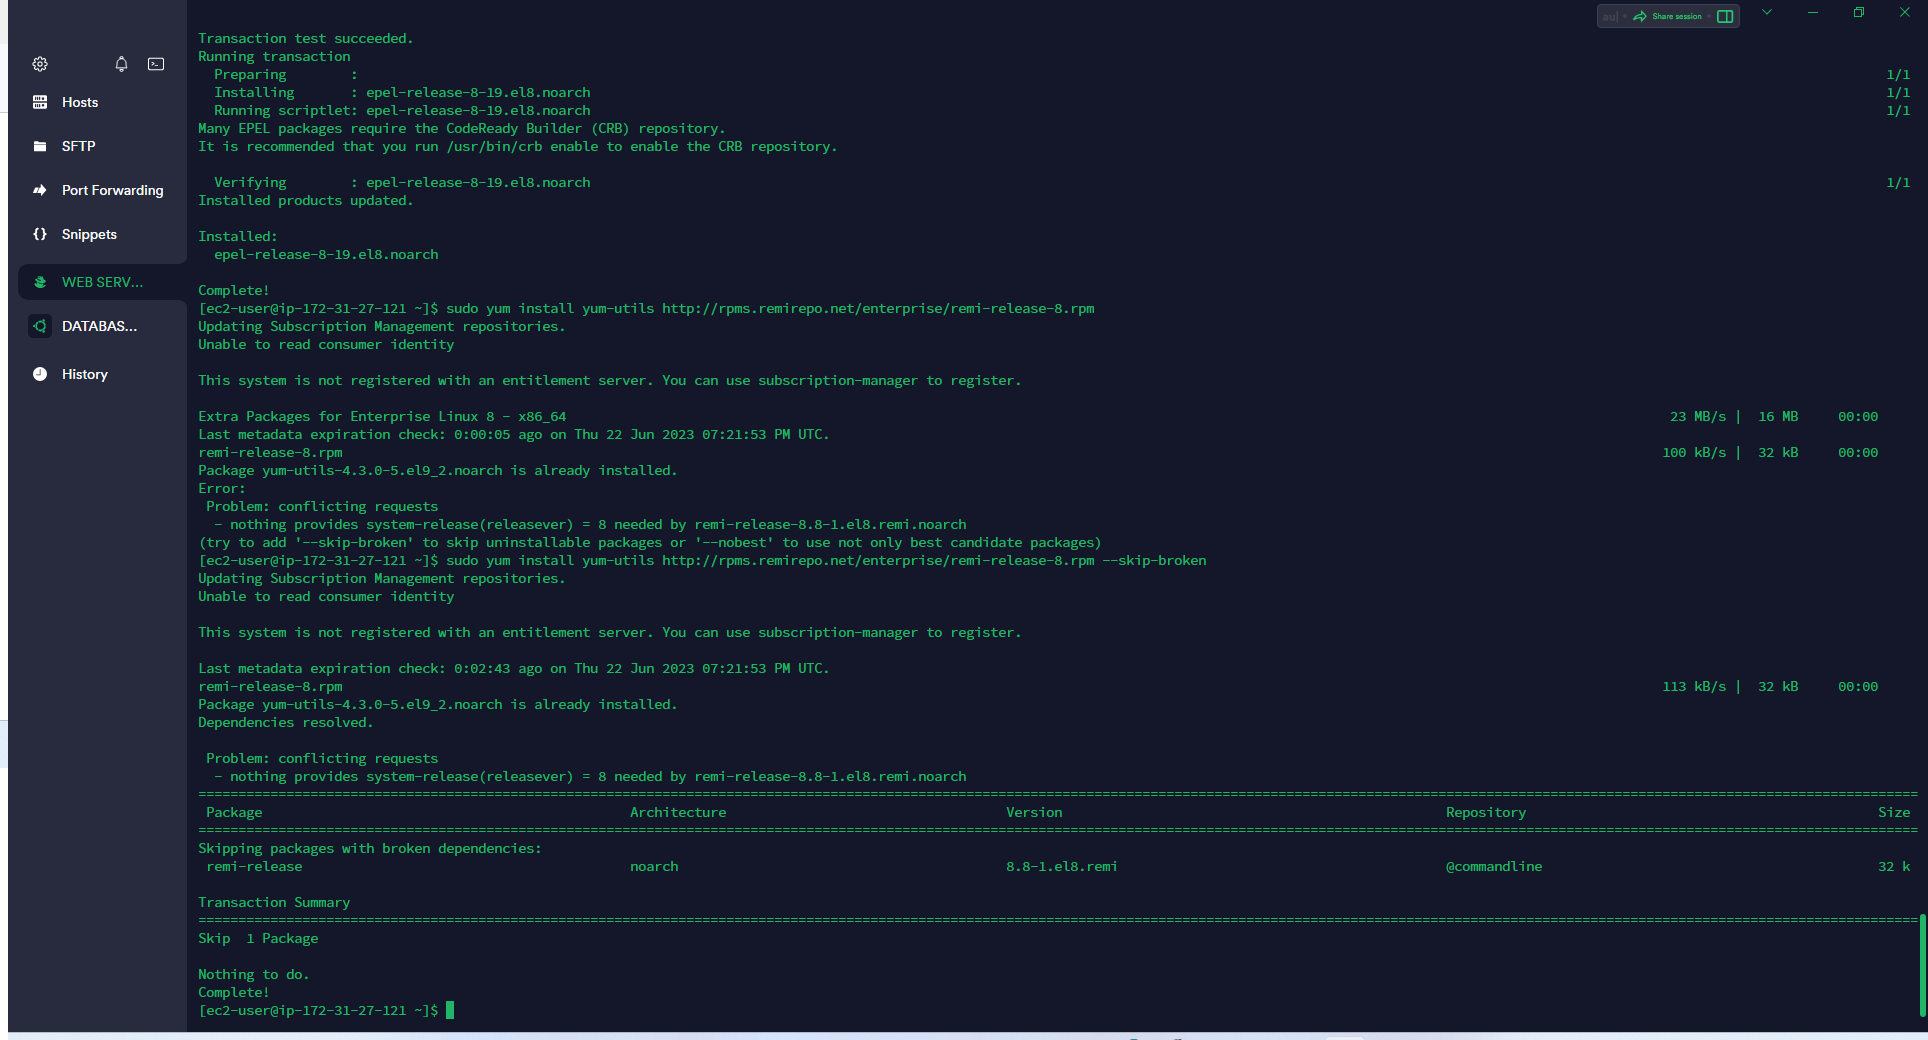 Share session
Hosts
SFTP
Port Forwarding
Snippets
WEB SERV...
DATABAS...
History
Transaction test succeeded.
Running transaction
  Preparing        :                                                        1/1
  Installing       : epel-release-8-19.el8.noarch                           1/1
  Running scriptlet: epel-release-8-19.el8.noarch                           1/1
Many EPEL packages require the CodeReady Builder (CRB) repository.
It is recommended that you run /usr/bin/crb enable to enable the CRB repository.
  Verifying        : epel-release-8-19.el8.noarch                           1/1
Installed products updated.
Installed:
  epel-release-8-19.el8.noarch
Complete!
[ec2-user@ip-172-31-27-121 ~]$ sudo yum install yum-utils http://rpms.remirepo.net/enterprise/remi-release-8.rpm
Updating Subscription Management repositories.
Unable to read consumer identity
This system is not registered with an entitlement server. You can use subscription-manager to register.
Extra Packages for Enterprise Linux 8 - x86_64                              23 MB/s |  16 MB     00:00
Last metadata expiration check: 0:00:05 ago on Thu 22 Jun 2023 07:21:53 PM UTC.
remi-release-8.rpm                                                          100 kB/s |  32 kB     00:00
Package yum-utils-4.3.0-5.el9_2.noarch is already installed.
Error:
 Problem: conflicting requests
  - nothing provides system-release(releasever) = 8 needed by remi-release-8.8-1.el8.remi.noarch
(try to add '--skip-broken' to skip uninstallable packages or '--nobest' to use not only best candidate packages)
[ec2-user@ip-172-31-27-121 ~]$ sudo yum install yum-utils http://rpms.remirepo.net/enterprise/remi-release-8.rpm --skip-broken
Updating Subscription Management repositories.
Unable to read consumer identity
This system is not registered with an entitlement server. You can use subscription-manager to register.
Last metadata expiration check: 0:02:43 ago on Thu 22 Jun 2023 07:21:53 PM UTC.
remi-release-8.rpm                                                          113 kB/s |  32 kB     00:00
Package yum-utils-4.3.0-5.el9_2.noarch is already installed.
Dependencies resolved.
 Problem: conflicting requests
  - nothing provides system-release(releasever) = 8 needed by remi-release-8.8-1.el8.remi.noarch
 Package          Architecture          Version          Repository          Size
Skipping packages with broken dependencies:
 remi-release     noarch                8.8-1.el8.remi   @commandline        32 k
Transaction Summary
Skip  1 Package
Nothing to do.
Complete!
[ec2-user@ip-172-31-27-121 ~]$